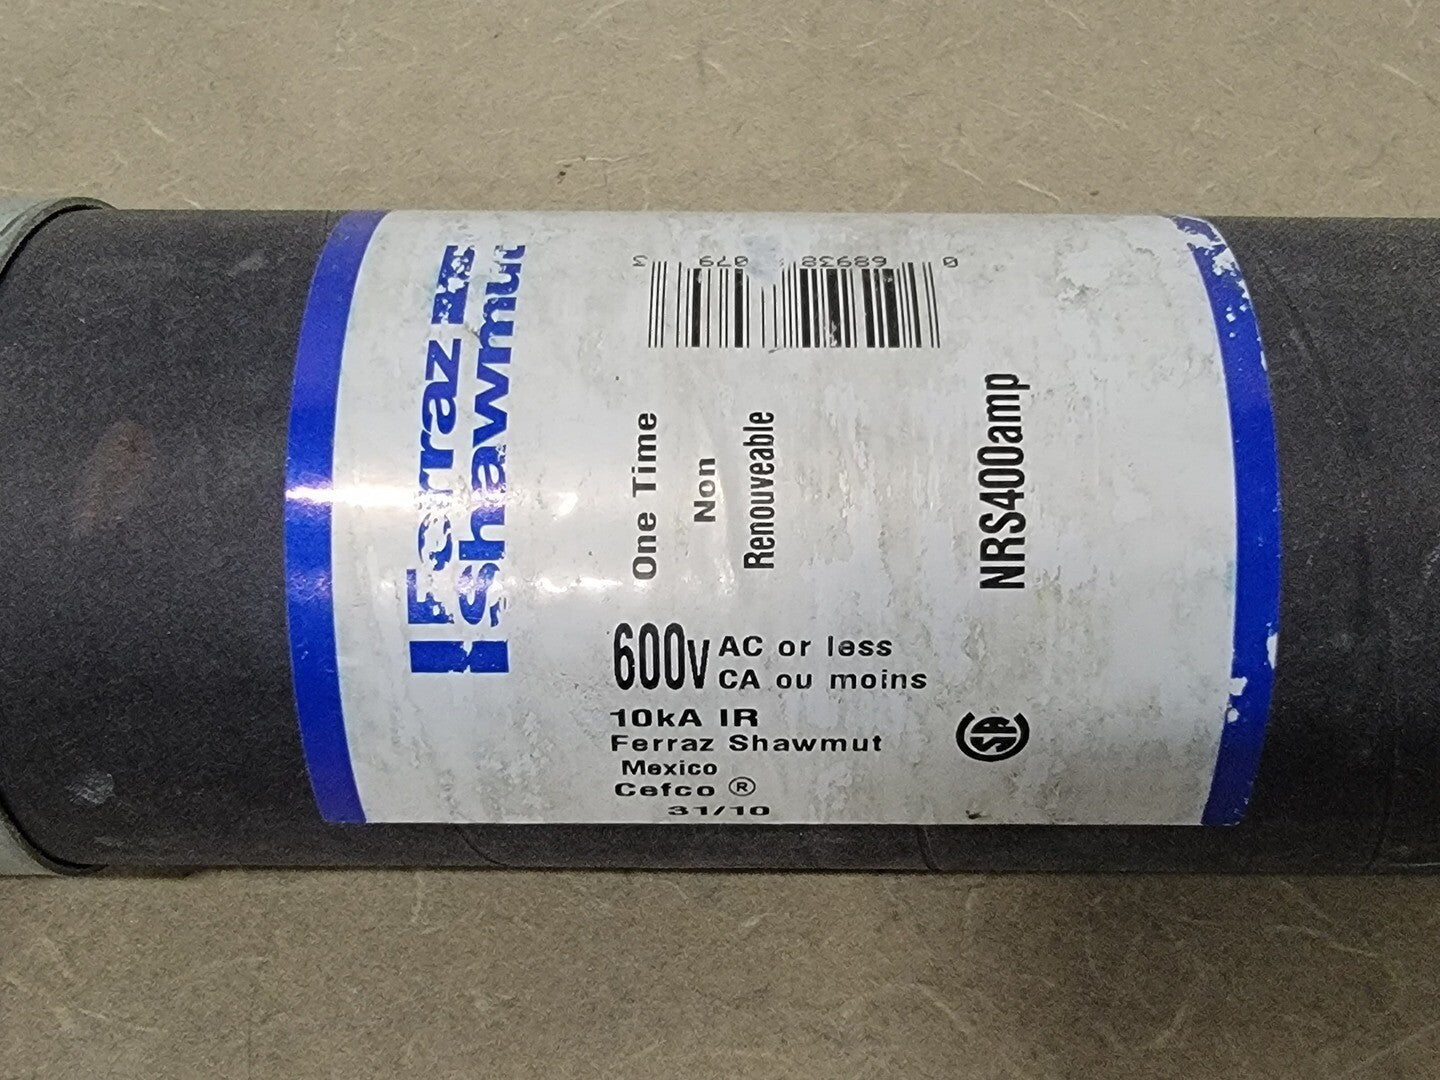 Ferraz
Shawmut
0 68938 079 3
One Time
Non
Renouveable
NRS400amp
600v AC or less
CA ou moins
10kA IR
Ferraz Shawmut
Mexico
Cefco ®
31/10
SA